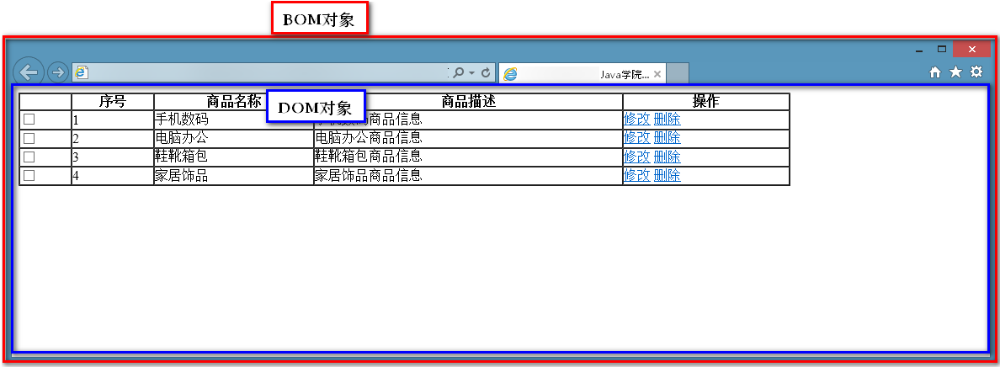 BOM对象
Java学院...
DOM对象
序号 商品名称 商品描述 操作
1 手机数码 手机数码商品信息 修改 删除
2 电脑办公 电脑办公商品信息 修改 删除
3 鞋靴箱包 鞋靴箱包商品信息 修改 删除
4 家居饰品 家居饰品商品信息 修改 删除